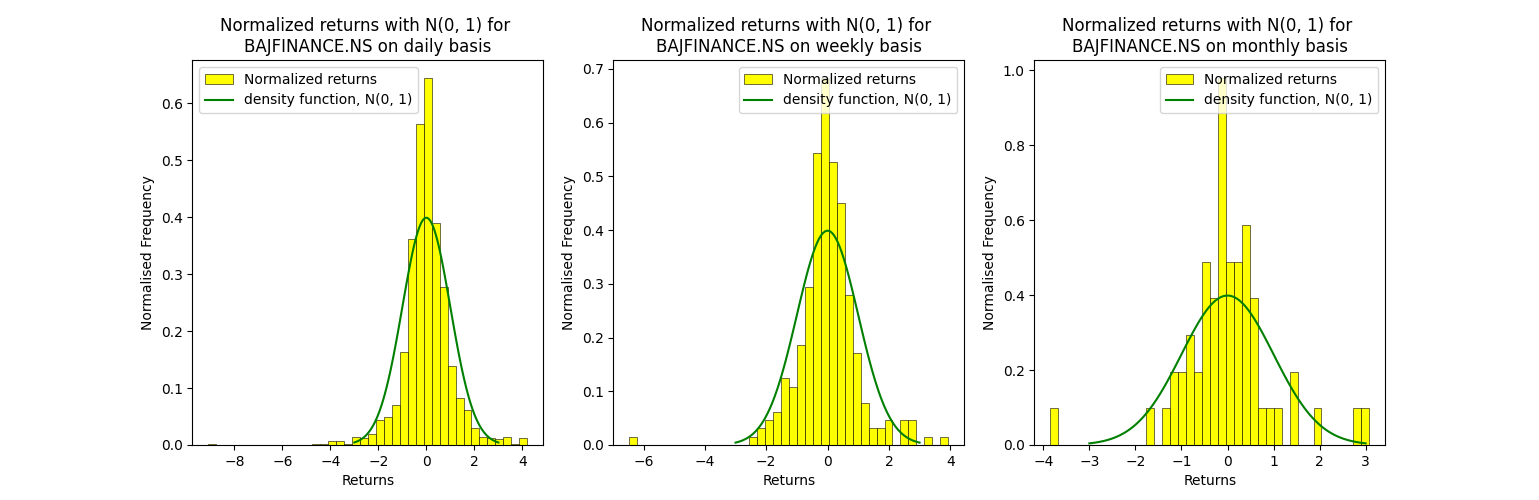 Normalized returns with N(0, 1) for
BAJFINANCE.NS on daily basis
Normalized returns
density function, N(0, 1)
Normalised Frequency
0.6
0.5
0.4
0.3
0.2
0.1
0.0
−8 −6 −4 −2 0 2 4
Returns
Normalized returns with N(0, 1) for
BAJFINANCE.NS on weekly basis
Normalized returns
density function, N(0, 1)
Normalised Frequency
0.7
0.6
0.5
0.4
0.3
0.2
0.1
0.0
−6 −4 −2 0 2 4
Returns
Normalized returns with N(0, 1) for
BAJFINANCE.NS on monthly basis
Normalized returns
density function, N(0, 1)
Normalised Frequency
1.0
0.8
0.6
0.4
0.2
0.0
−4 −3 −2 −1 0 1 2 3
Returns